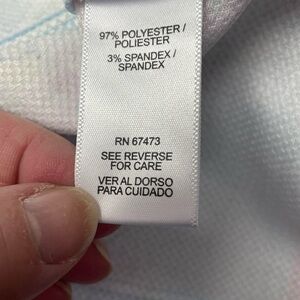 97% POLYESTER /
POLIESTER
3% SPANDEX /
SPANDEX
RN 67473
SEE REVERSE
FOR CARE
VER AL DORSO
PARA CUIDADO